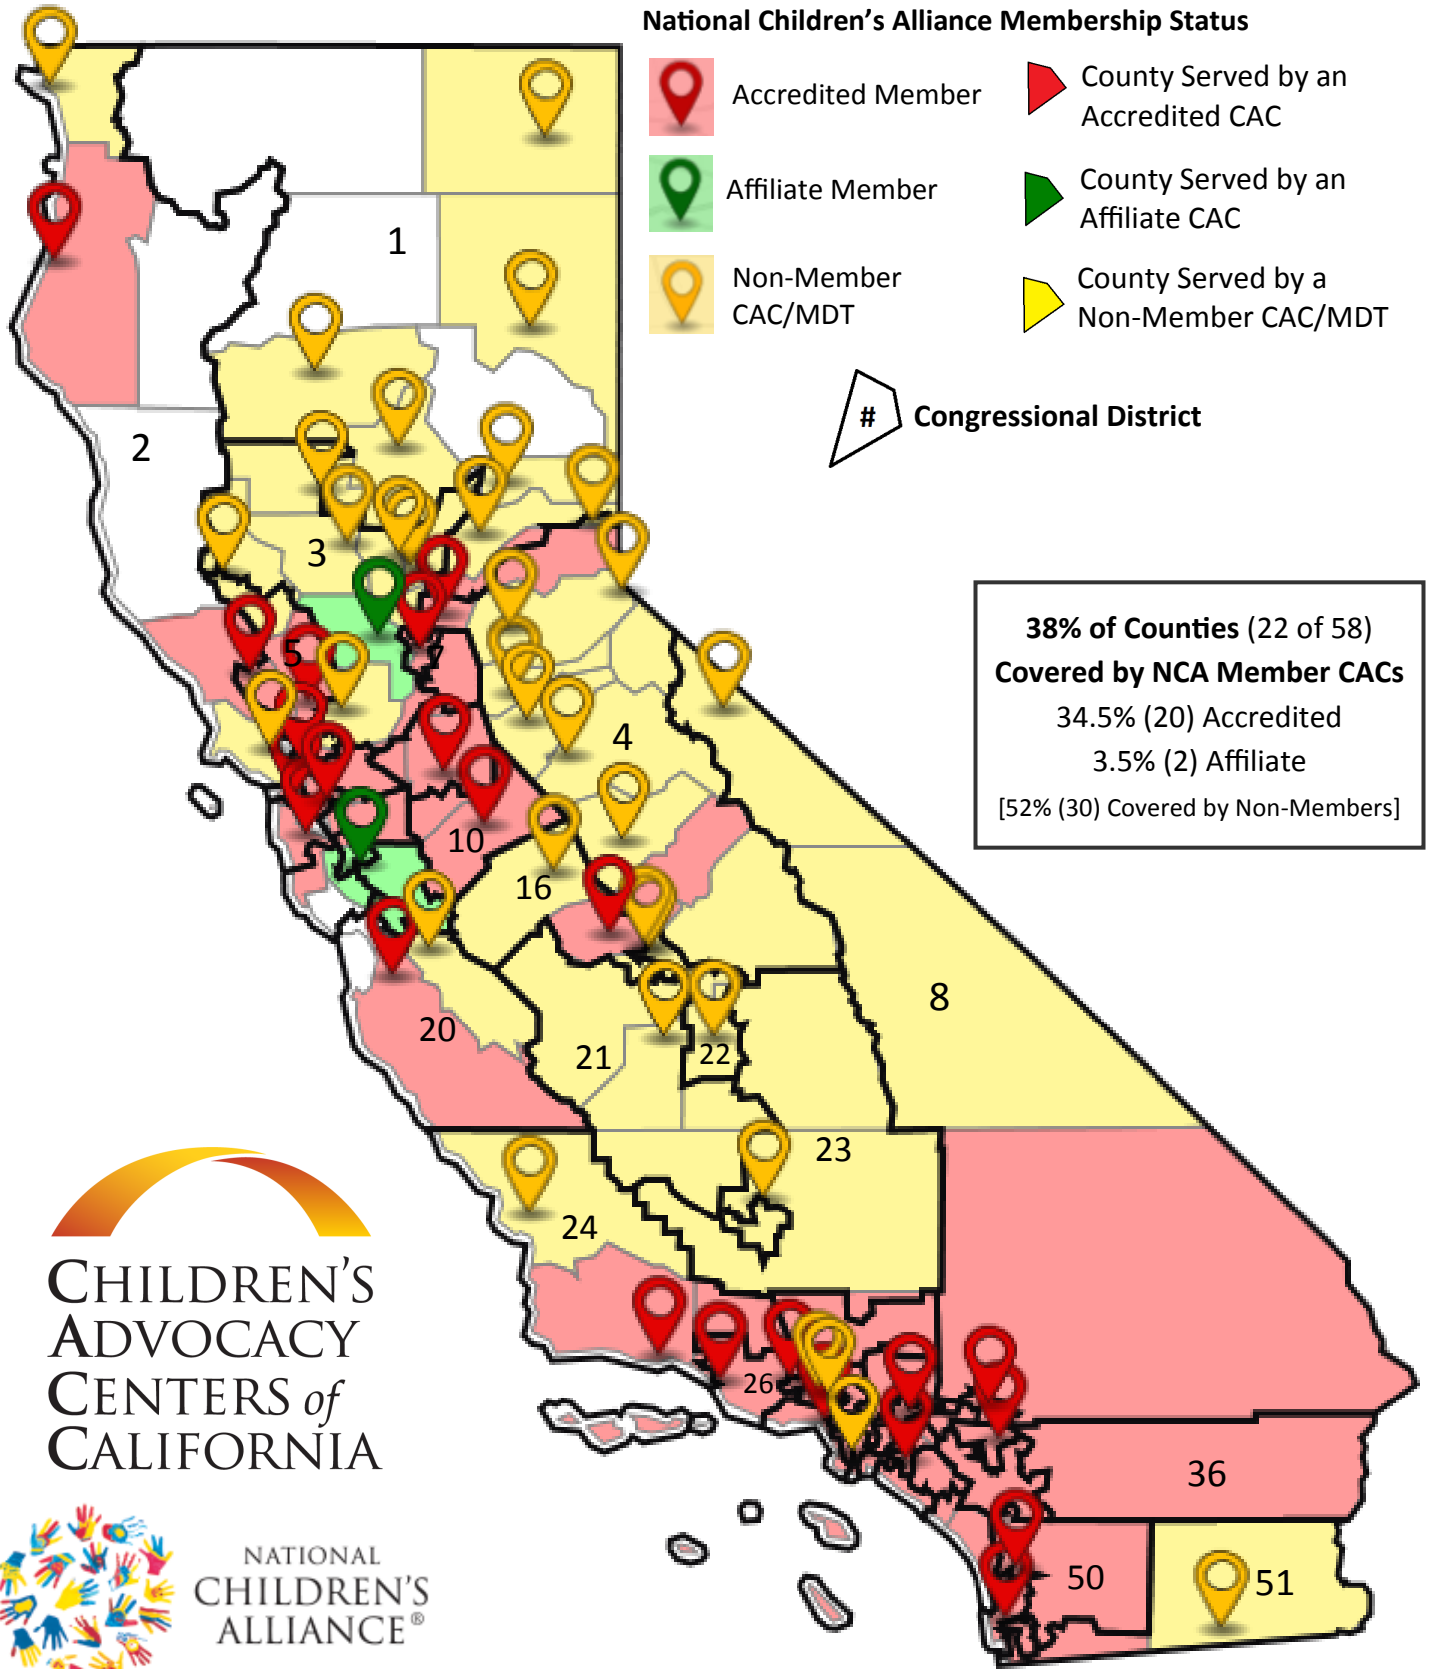 National Children's Alliance Membership Status
Accredited Member
County Served by an
Accredited CAC
Affiliate Member
County Served by an
Affiliate CAC
Non-Member
CAC/MDT
County Served by a
Non-Member CAC/MDT
#
Congressional District
1
2
3
5
7
4
10
16
8
20
21
22
23
24
26
36
50
51
38% of Counties (22 of 58)
Covered by NCA Member CACs
34.5% (20) Accredited
3.5% (2) Affiliate
[52% (30) Covered by Non-Members]
CHILDREN'S
ADVOCACY
CENTERS of
CALIFORNIA
NATIONAL
CHILDREN'S
ALLIANCE®